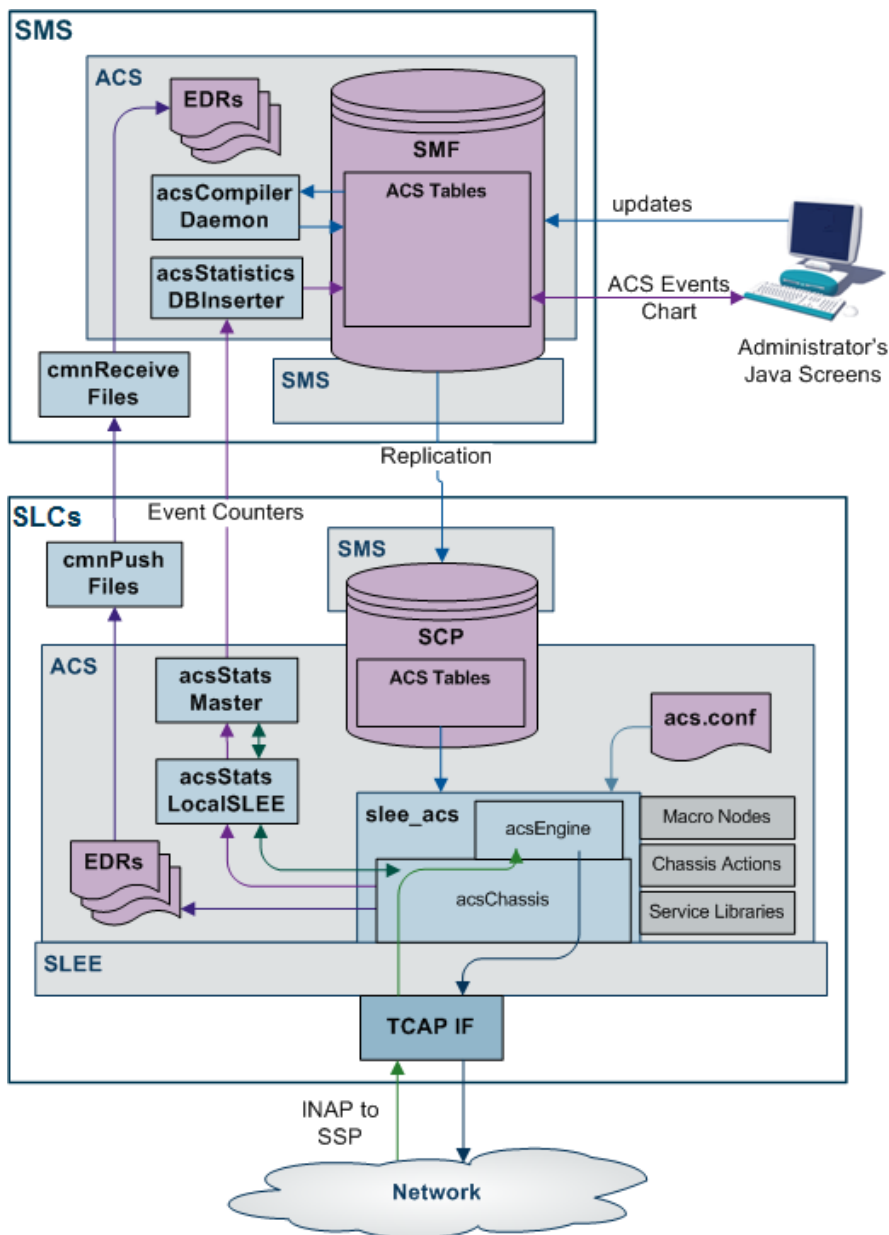 SMS
ACS
EDRs
SMF
ACS Tables
acsCompiler
Daemon
acsStatistics
DBInserter
updates
ACS Events
Chart
Administrator's
Java Screens
cmnReceive
Files
SMS
Replication
SLCs
Event Counters
cmnPush
Files
SMS
SCP
ACS Tables
ACS
acsStats
Master
acs.conf
acsStats
LocalSLEE
slee_acs
acsEngine
Macro Nodes
Chassis Actions
Service Libraries
EDRs
acsChassis
SLEE
TCAP IF
INAP to
SSP
Network